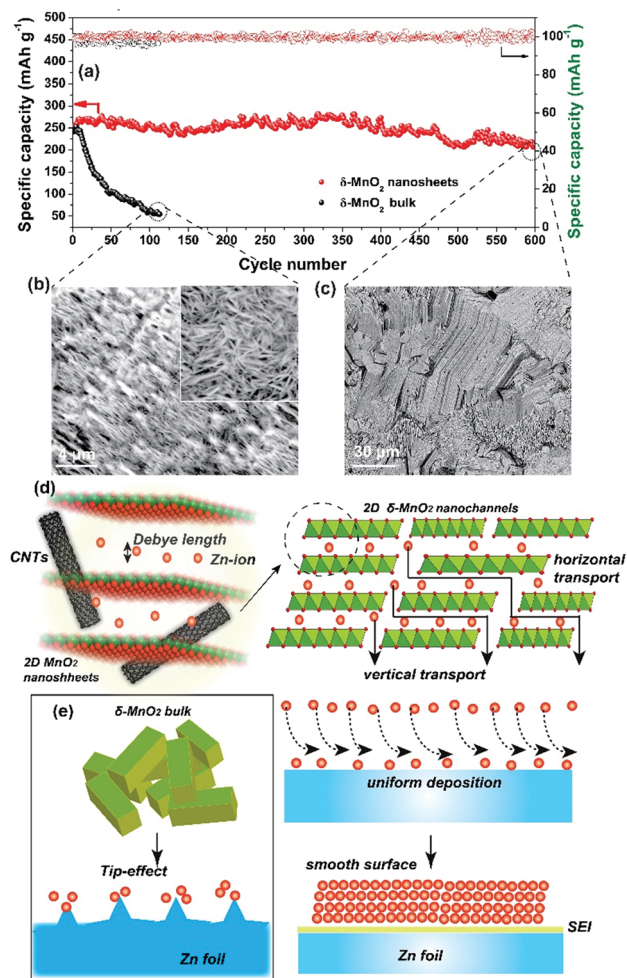 450
400
350
300
250
200
150
100
50
Specific capacity (mAh g⁻¹)
(a)
δ-MnO₂ nanosheets
δ-MnO₂ bulk
100
80
60
40
20
0
Specific capacity (mAh g⁻¹)
0 50 100 150 200 250 300 350 400 450 500 550 600
Cycle number
(b)
4 μm
(c)
30 μm
(d)
CNTs
Debye length
Zn-ion
2D MnO₂
nanoshheets
2D δ-MnO₂ nanochannels
horizontal
transport
vertical transport
(e)
δ-MnO₂ bulk
Tip-effect
Zn foil
uniform deposition
smooth surface
SEI
Zn foil